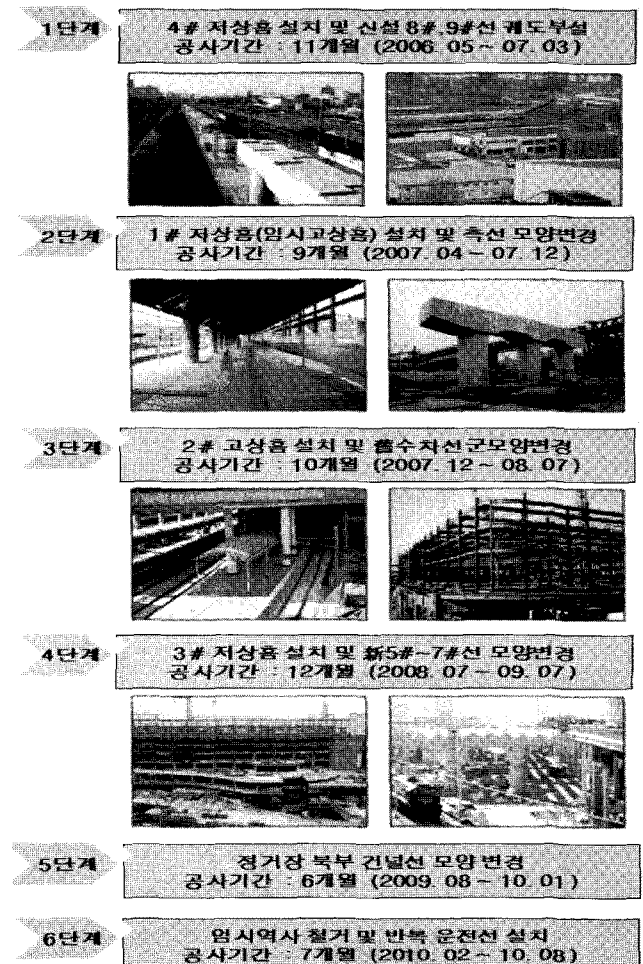 1단계
4# 저상홈 설치 및 신설 8#,9#선 궤도부설
공사기간 : 11개월 (2006. 05 ~ 07. 03)
2단계
1# 저상홈(임시고상홈) 설치 및 측선 모양변경
공사기간 : 9개월 (2007. 04 ~ 07. 12)
3단계
2# 고상홈 설치 및 舊수차선군모양변경
공사기간 : 10개월 (2007. 12 ~ 08. 07)
4단계
3# 저상홈 설치 및 新5#~7#선 모양변경
공사기간 : 12개월 (2008. 07 ~ 09. 07)
5단계
정거장 북부 건널선 모양 변경
공사기간 : 6개월 (2009. 08 ~ 10. 01)
6단계
임시역사 철거 및 반복 운전선 설치
공사기간 : 7개월 (2010. 02 ~ 10. 08)